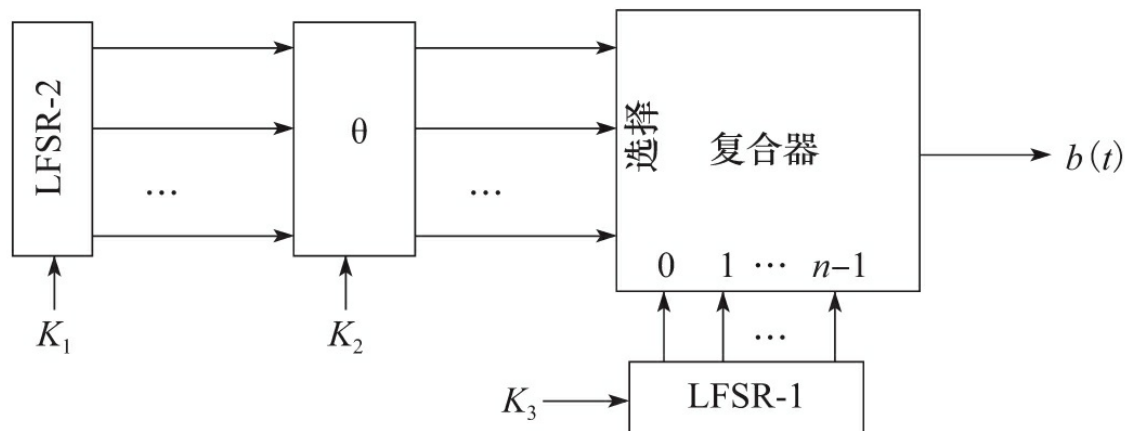 LFSR-2
θ
选择
复合器
b(t)
…
…
0 1 … n−1
K₁
K₂
…
K₃
LFSR-1